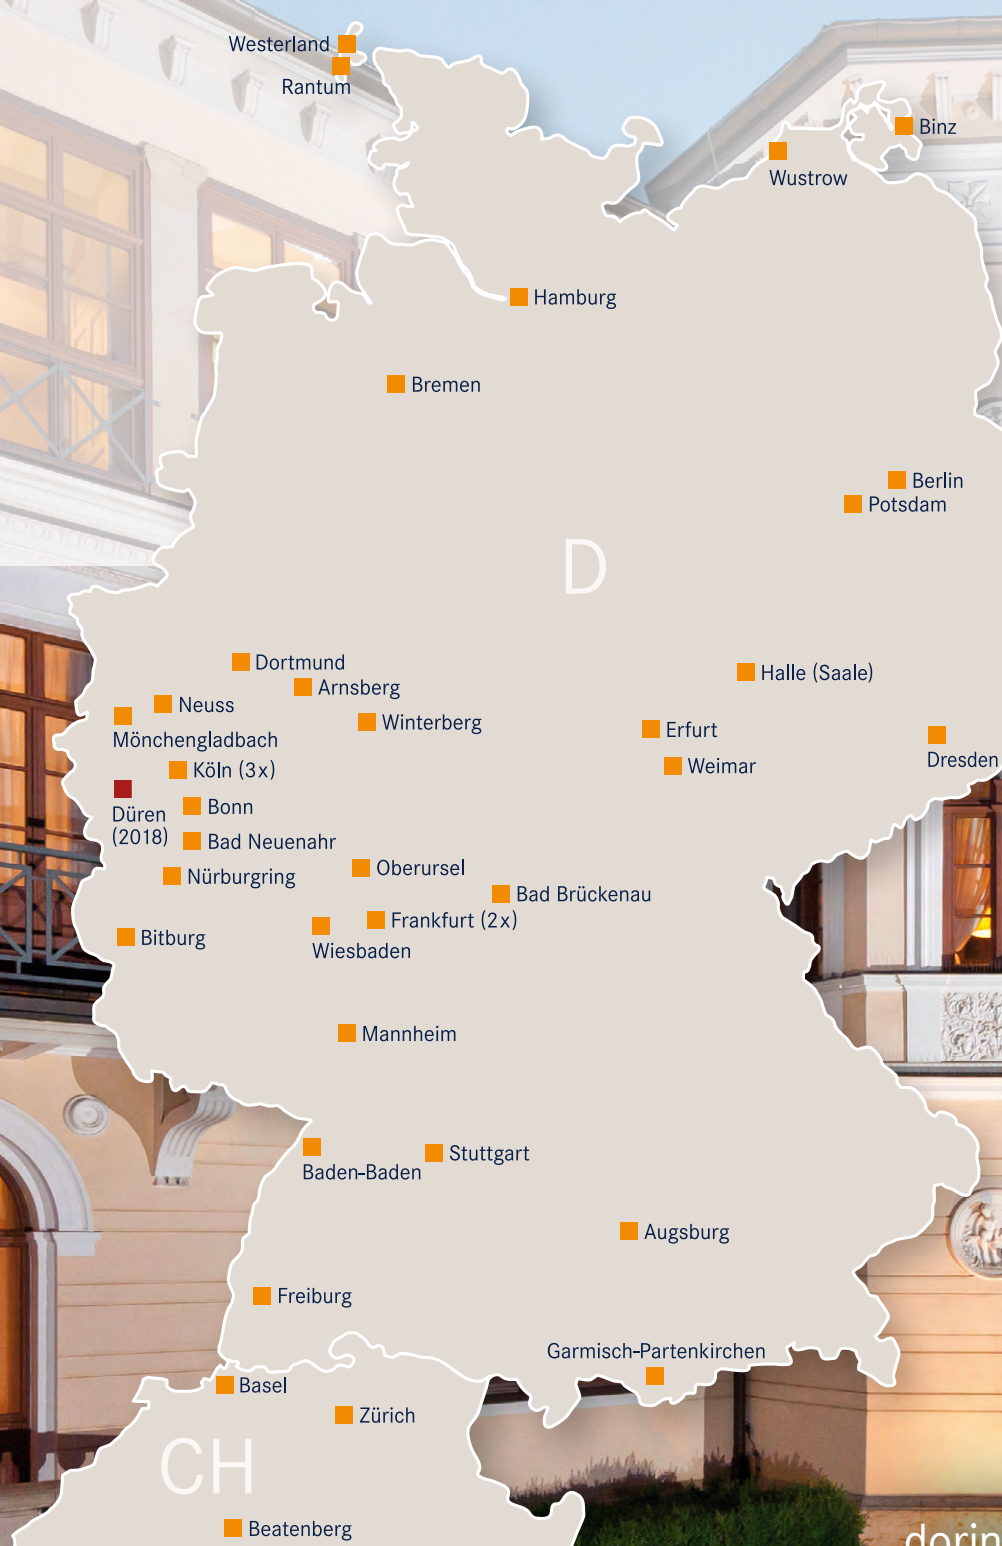 Westerland
Rantum
Binz
Wustrow
Hamburg
Bremen
Berlin
Potsdam
D
Dortmund
Halle (Saale)
Arnsberg
Neuss
Winterberg
Erfurt
Mönchengladbach
Dresden
Köln (3x)
Weimar
Düren
(2018)
Bonn
Bad Neuenahr
Oberursel
Nürburgring
Bad Brückenau
Frankfurt (2x)
Bitburg
Wiesbaden
Mannheim
Baden-Baden
Stuttgart
Augsburg
Freiburg
Garmisch-Partenkirchen
Basel
Zürich
CH
Beatenberg